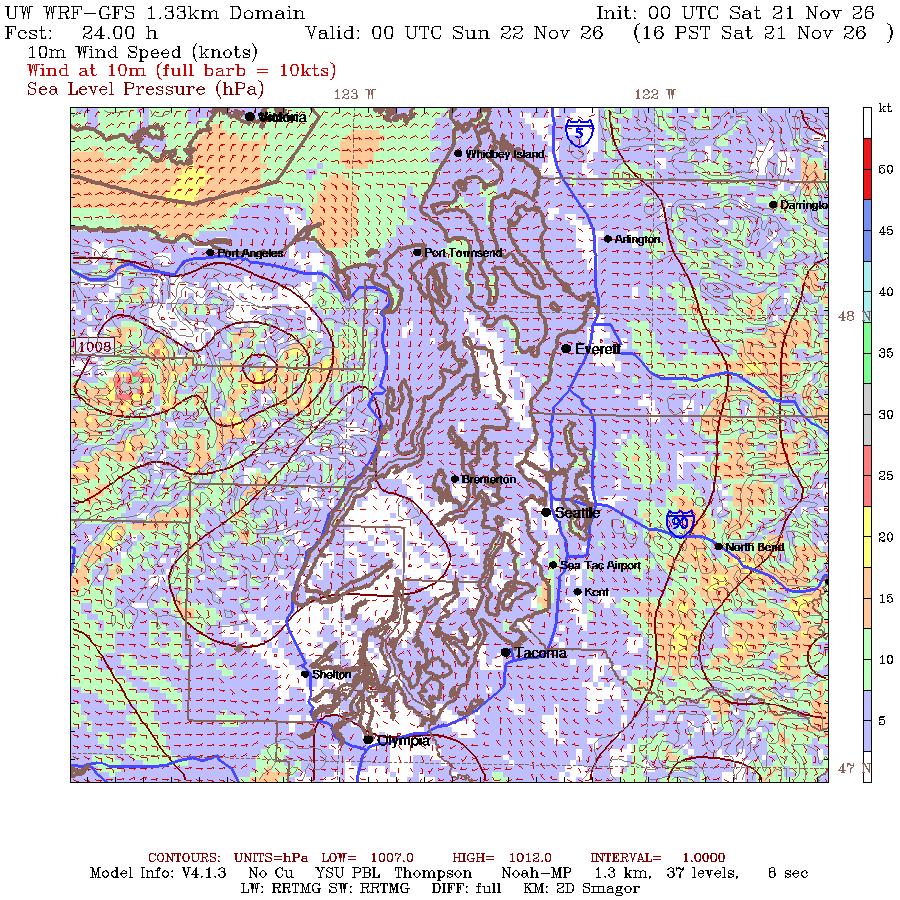 UW WRF-GFS 1.33km Domain Init: 00 UTC Sat 21 Nov 26
Fcst: 24.00 h Valid: 00 UTC Sun 22 Nov 26 (16 PST Sat 21 Nov 26 )
10m Wind Speed (knots)
Wind at 10m (full barb = 10kts)
Sea Level Pressure (hPa)
123 W 122 W
kt
Victoria
5
Whidbey Island
50
Darringto
45
Arlington
Port Angeles
Port Townsend
40
48 N
1008
Everett
35
30
Bremerton
25
Seattle
90
20
North Bend
Sea Tac Airport
Kent
15
Tacoma
10
Shelton
5
Olympia
47 N
CONTOURS: UNITS=hPa LOW= 1007.0 HIGH= 1012.0 INTERVAL= 1.0000
Model Info: V4.1.3 No Cu YSU PBL Thompson Noah-MP 1.3 km, 37 levels, 8 sec
LW: RRTMG SW: RRTMG DIFF: full KM: 2D Smagor